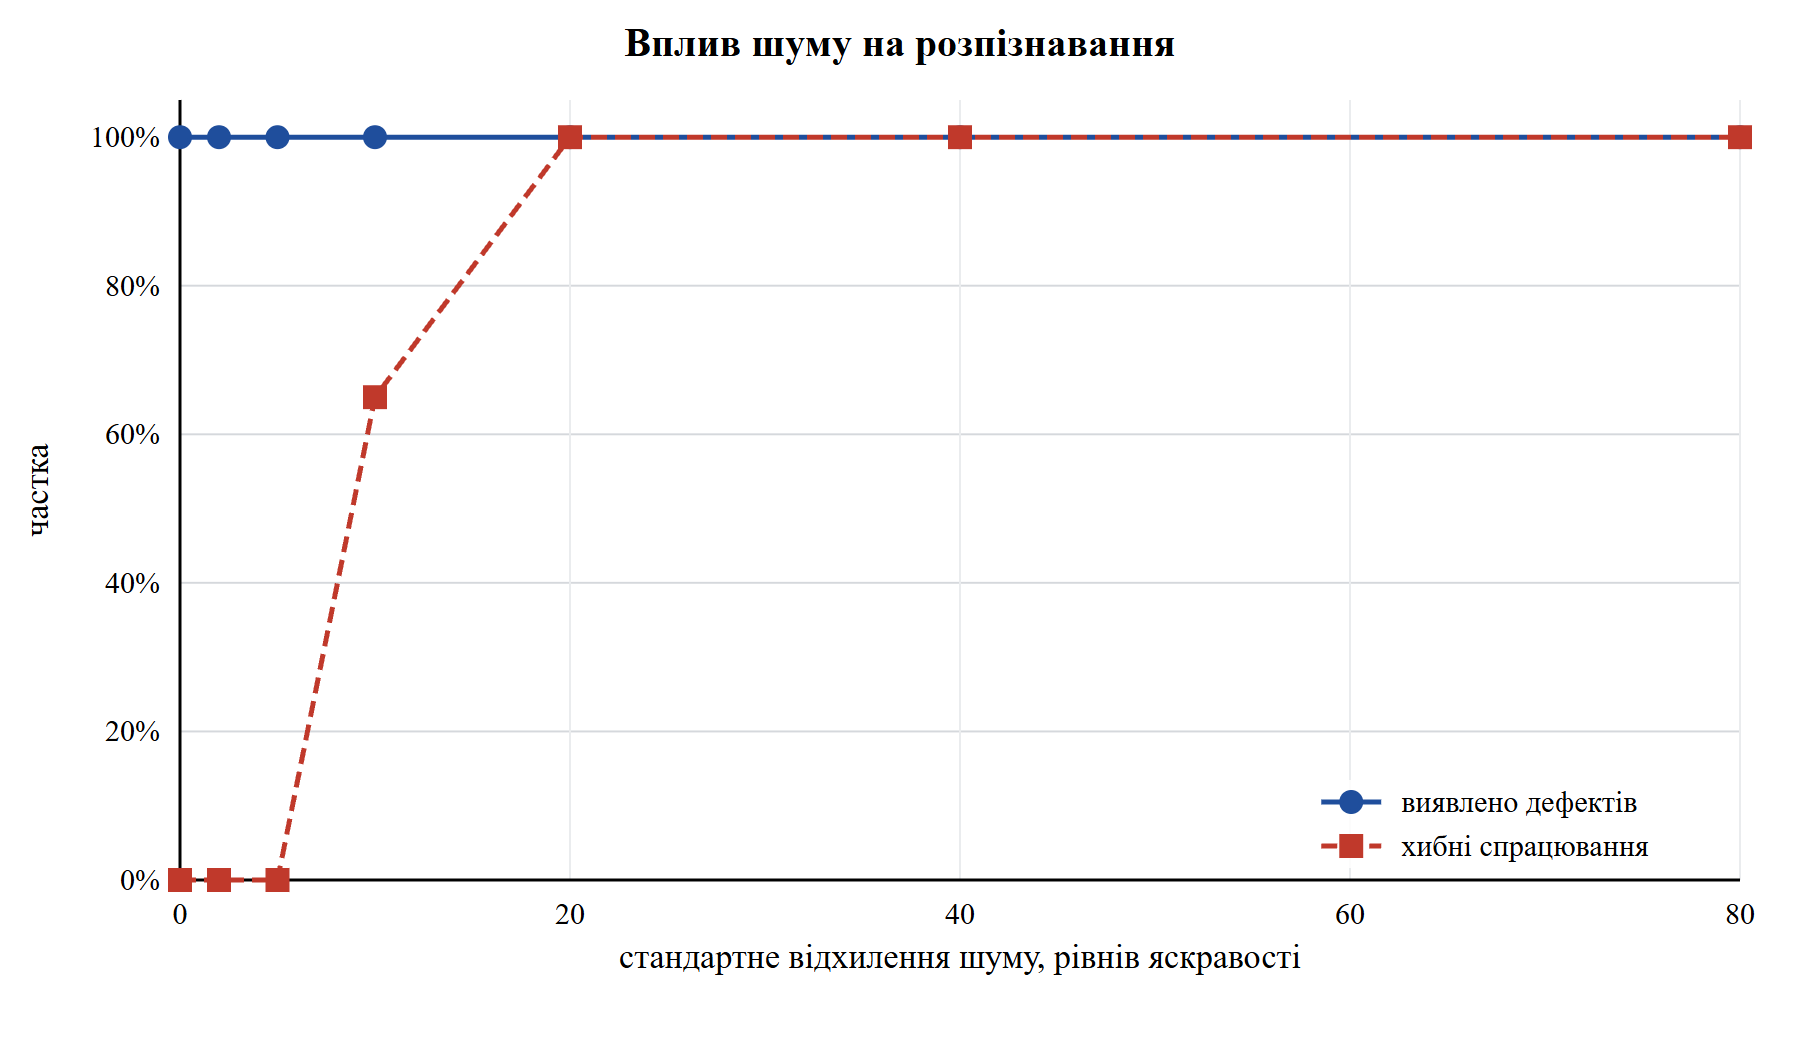 Вплив шуму на розпізнавання
100%
80%
60%
40%
20%
0%
частка
0 20 40 60 80
стандартне відхилення шуму, рівнів яскравості
виявлено дефектів
хибні спрацювання